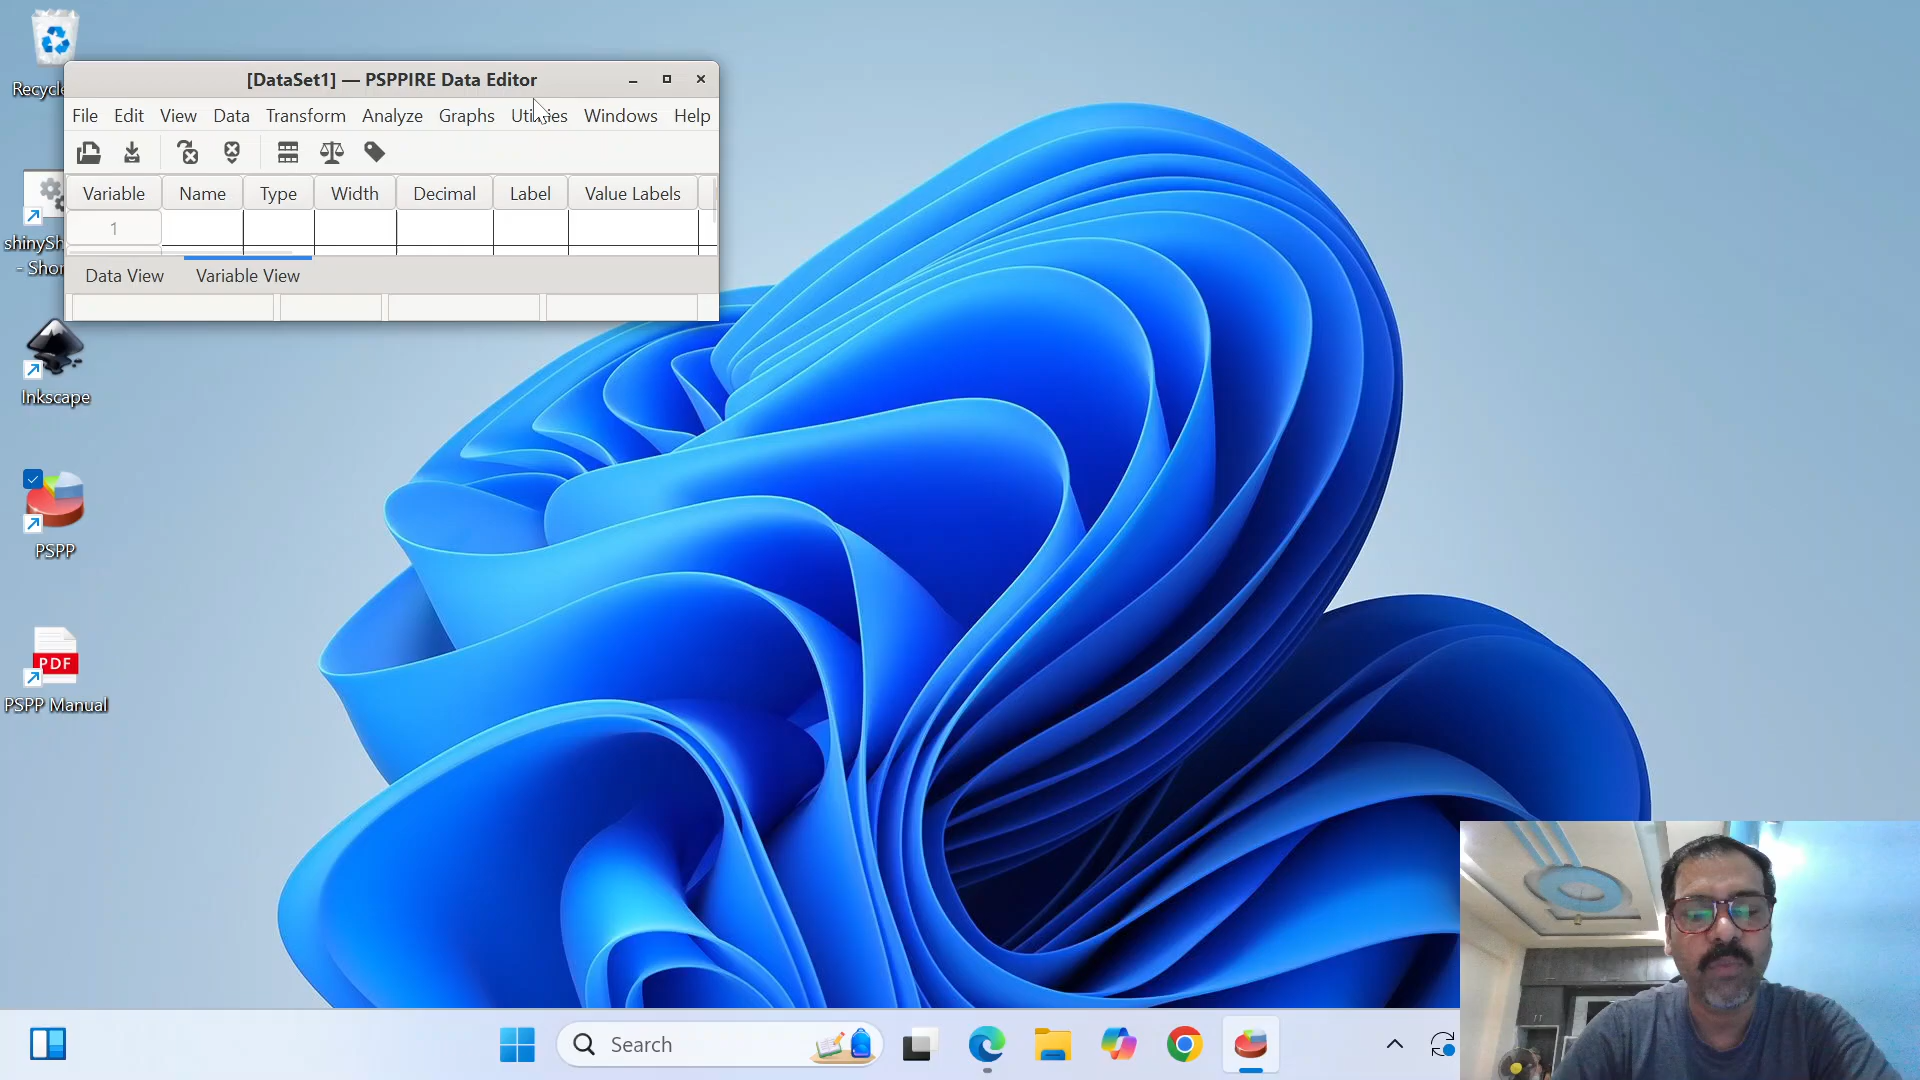 Recycle
[DataSet1] — PSPPIRE Data Editor
File Edit View Data Transform Analyze Graphs Utilities Windows Help
Variable Name Type Width Decimal Label Value Labels
1
Data View Variable View
shinySh
- Shor
Inkscape
PSPP
PDF
PSPP Manual
Search